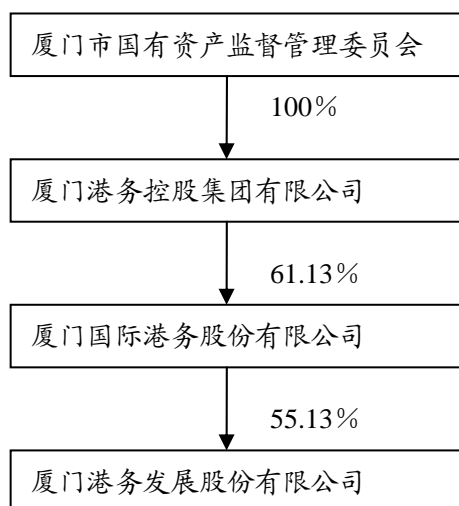 厦门市国有资产监督管理委员会
100％
厦门港务控股集团有限公司
61.13％
厦门国际港务股份有限公司
55.13％
厦门港务发展股份有限公司